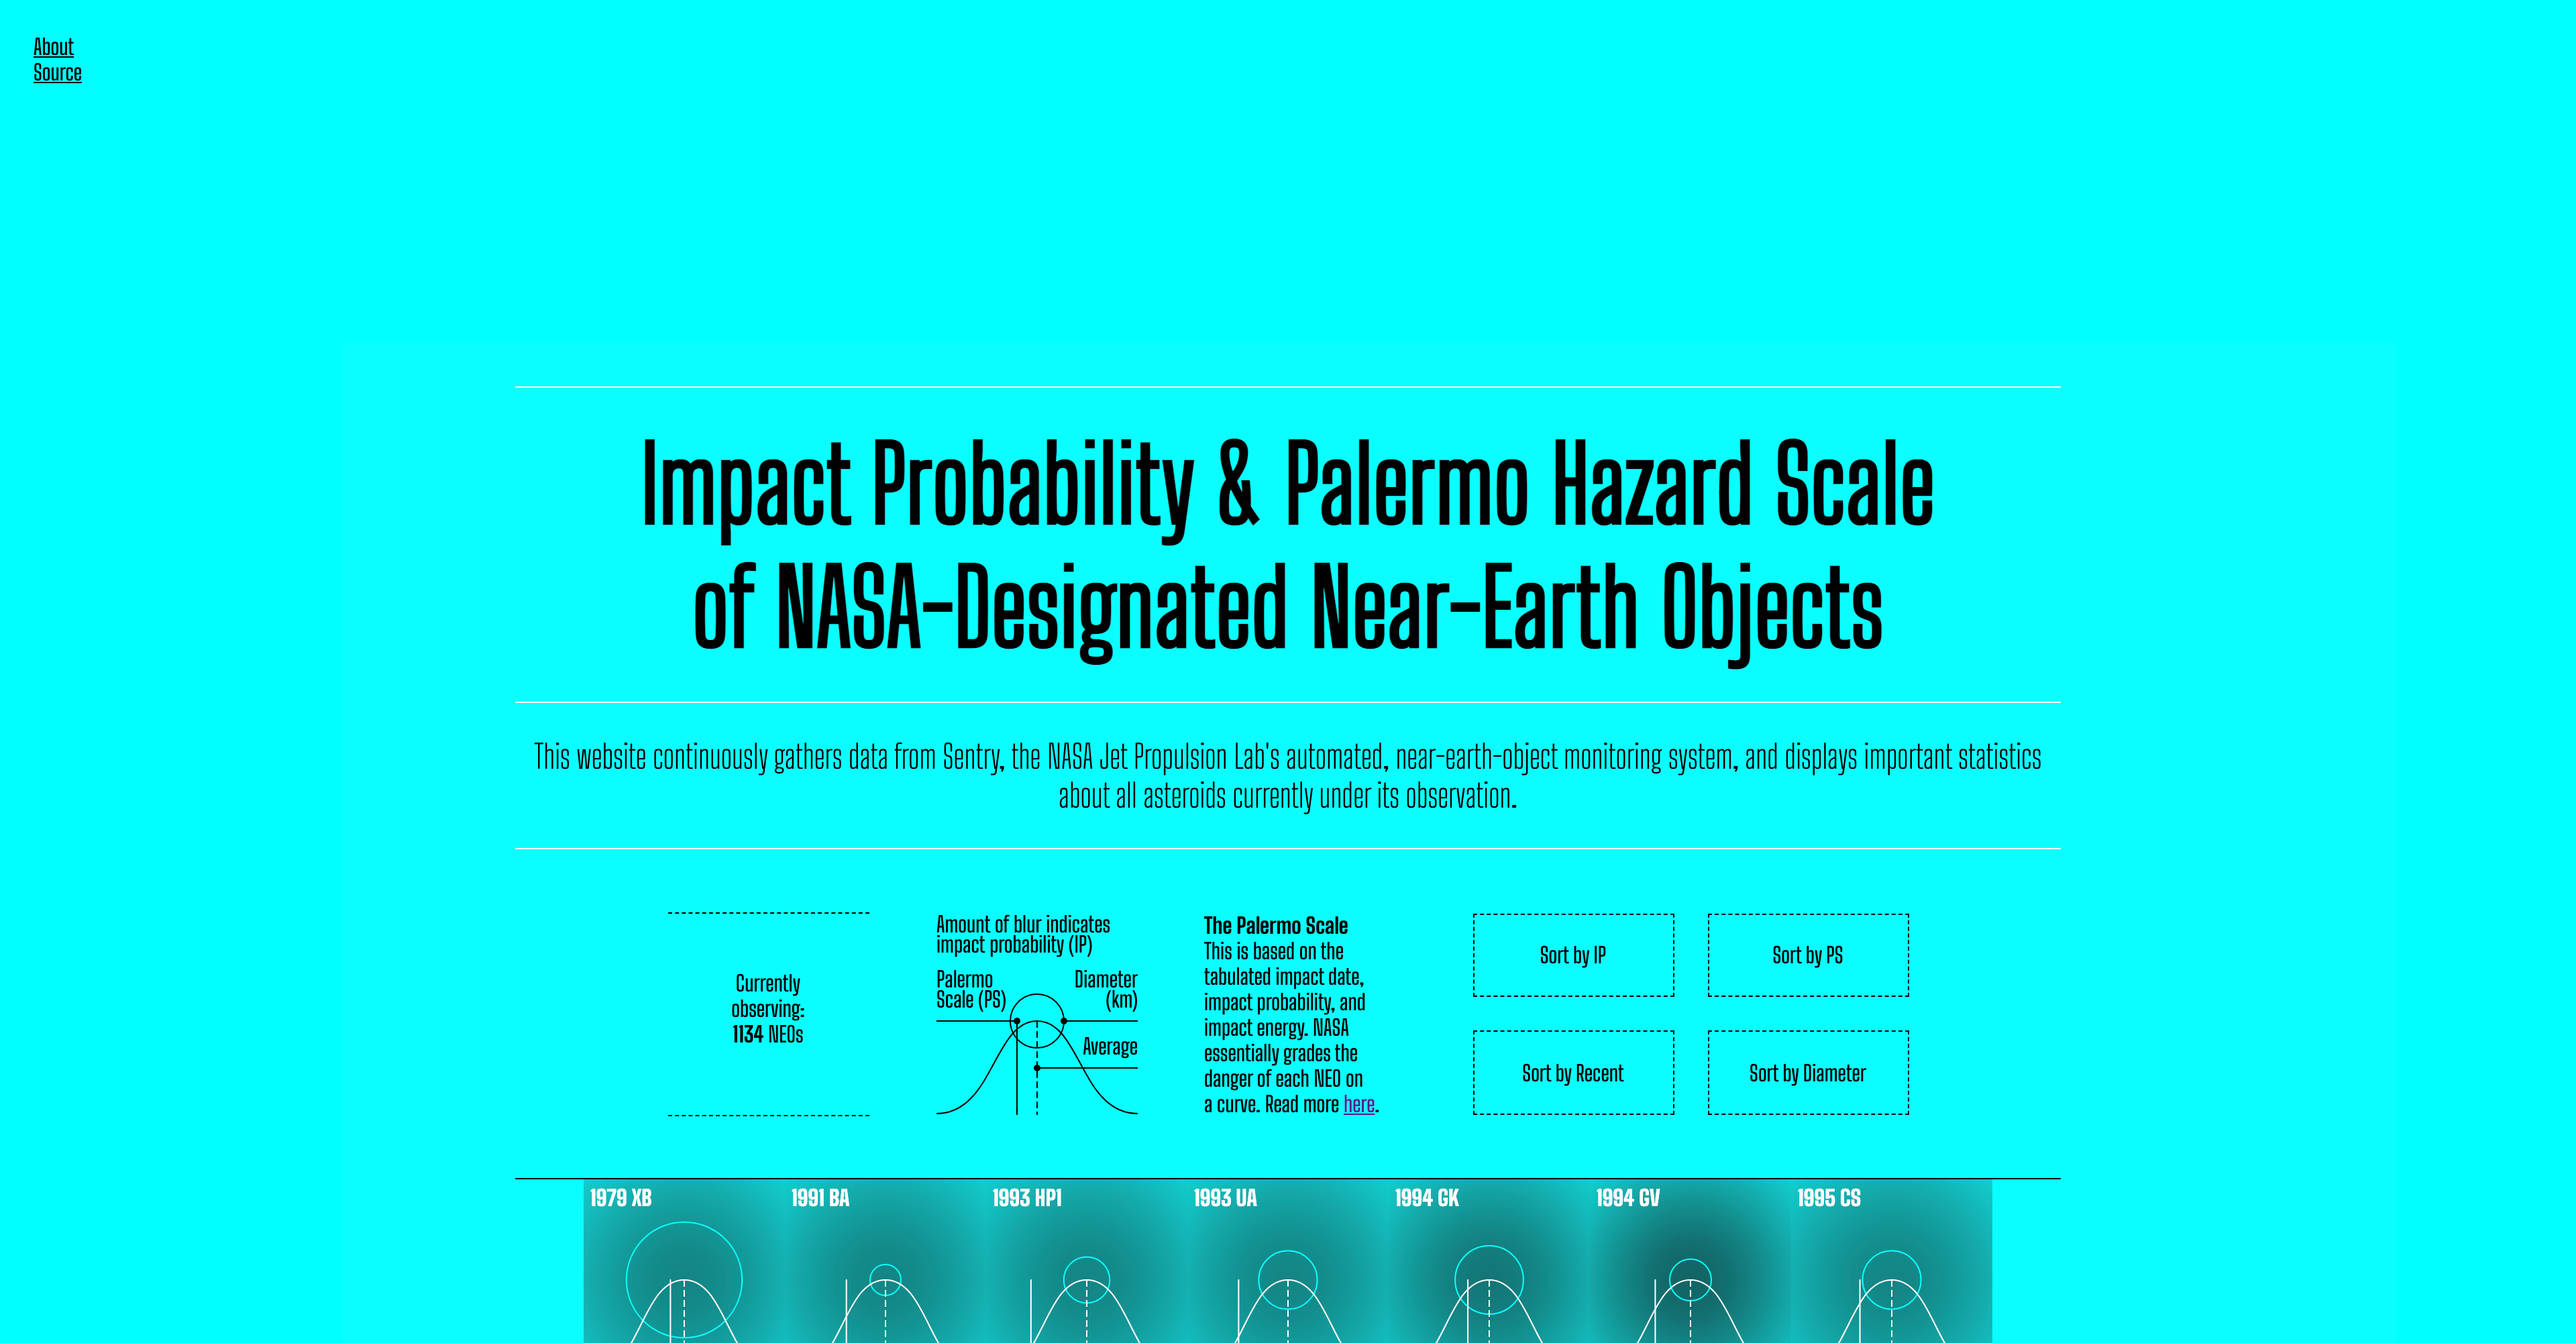 About
Source
Impact Probability & Palermo Hazard Scale
of NASA-Designated Near-Earth Objects
This website continuously gathers data from Sentry, the NASA Jet Propulsion Lab's automated, near-earth-object monitoring system, and displays important statistics
about all asteroids currently under its observation.
Currently
observing:
1134 NEOs
Amount of blur indicates
impact probability (IP)
Palermo
Scale (PS)
Diameter
(km)
Average
The Palermo Scale
This is based on the
tabulated impact date,
impact probability, and
impact energy. NASA
essentially grades the
danger of each NEO on
a curve. Read more here.
Sort by IP
Sort by PS
Sort by Recent
Sort by Diameter
1979 XB
1991 BA
1993 HP1
1993 UA
1994 GK
1994 GV
1995 CS